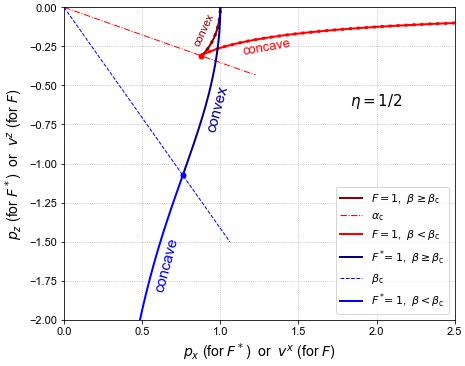 0.00
−0.25
−0.50
−0.75
−1.00
−1.25
−1.50
−1.75
−2.00
p_z (for F*) or v^z (for F)
convex
concave
convex
concave
η = 1/2
F = 1, β ≥ β_c
α_c
F = 1, β < β_c
F* = 1, β ≥ β_c
β_c
F* = 1, β < β_c
0.0 0.5 1.0 1.5 2.0 2.5
p_x (for F*) or v^x (for F)